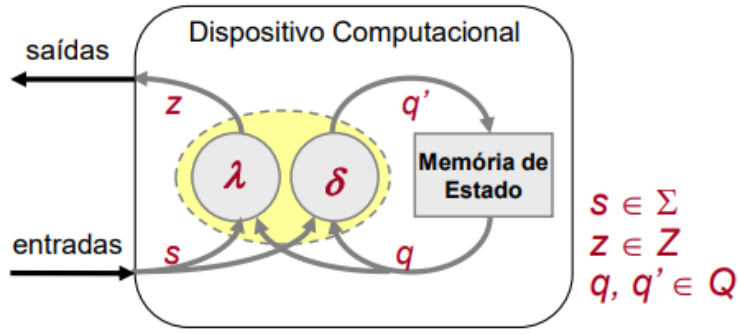 Dispositivo Computacional
saídas
z
q’
λ
δ
Memória de
Estado
entradas
s
q
s ∈ Σ
z ∈ Z
q, q’ ∈ Q